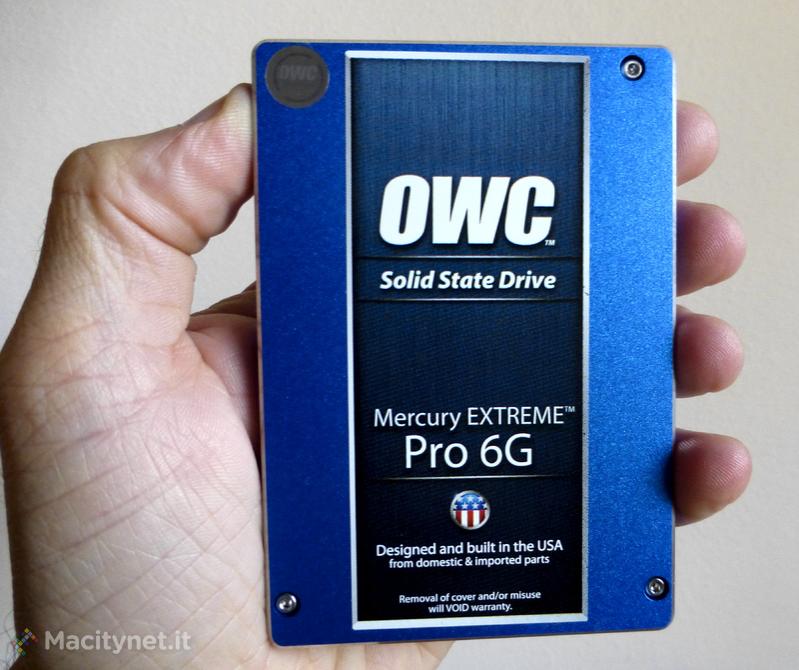 OWC
OWC™
Solid State Drive
Mercury EXTREME™
Pro 6G
Designed and built in the USA
from domestic & imported parts
Removal of cover and/or misuse
will VOID warranty.
Macitynet.it